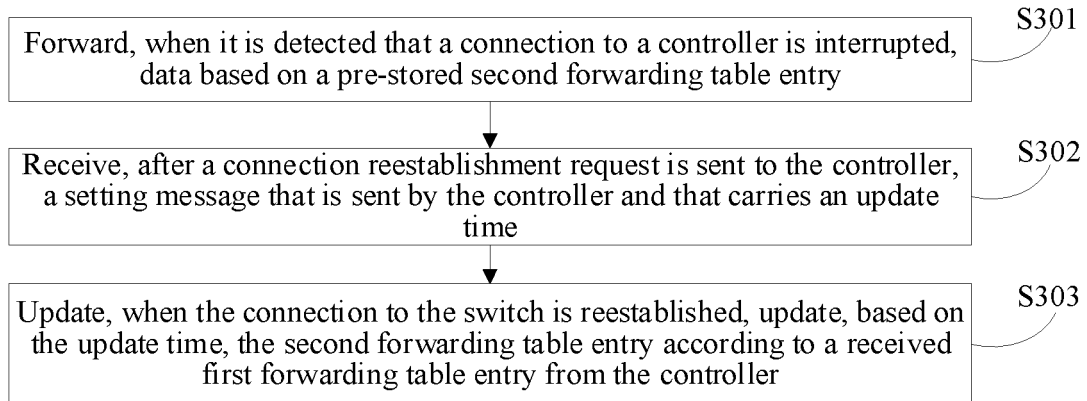 S301
Forward, when it is detected that a connection to a controller is interrupted,
data based on a pre-stored second forwarding table entry
S302
Receive, after a connection reestablishment request is sent to the controller,
a setting message that is sent by the controller and that carries an update
time
S303
Update, when the connection to the switch is reestablished, update, based on
the update time, the second forwarding table entry according to a received
first forwarding table entry from the controller